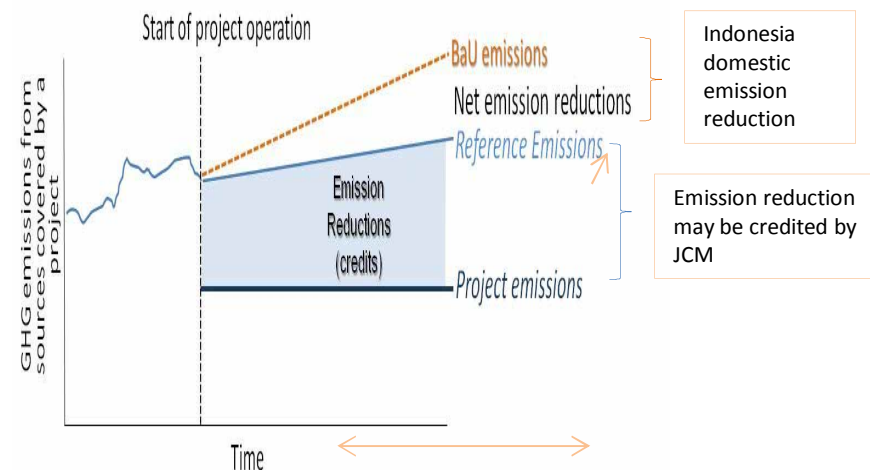 Start of project operation
BaU emissions
Net emission reductions
Reference Emissions
Project emissions
Emission
Reductions
(credits)
GHG emissions from
sources covered by a
project
Time
Indonesia
domestic
emission
reduction
Emission reduction
may be credited by
JCM